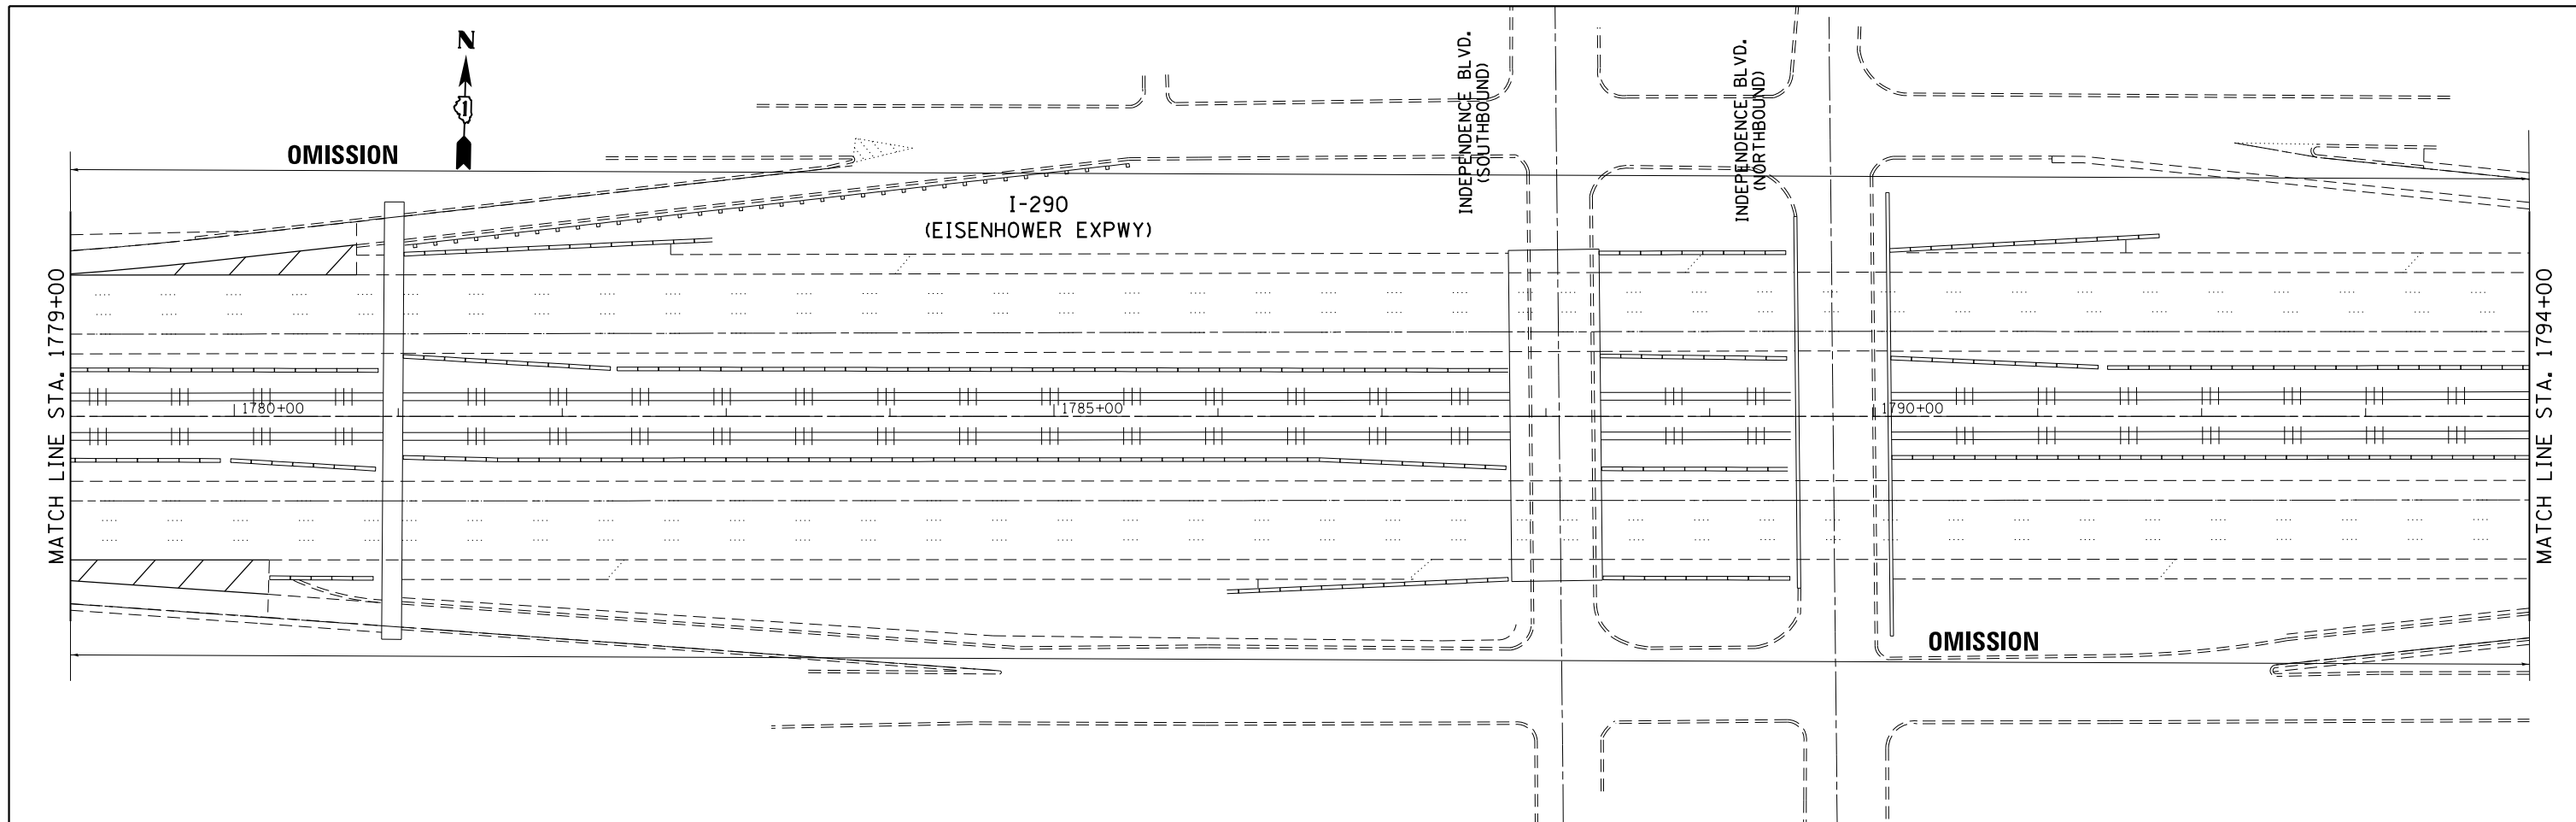 N
1
OMISSION
I-290
(EISENHOWER EXPWY)
INDEPENDENCE BLVD.
(SOUTHBOUND)
INDEPENDENCE BLVD.
(NORTHBOUND)
MATCH LINE STA. 1779+00
1780+00
1785+00
1790+00
MATCH LINE STA. 1794+00
OMISSION